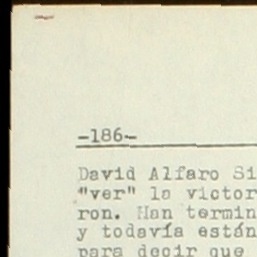 -186-
David Alfaro Si
"ver" la victor
ron. Han termin
y todavía están
para decir que